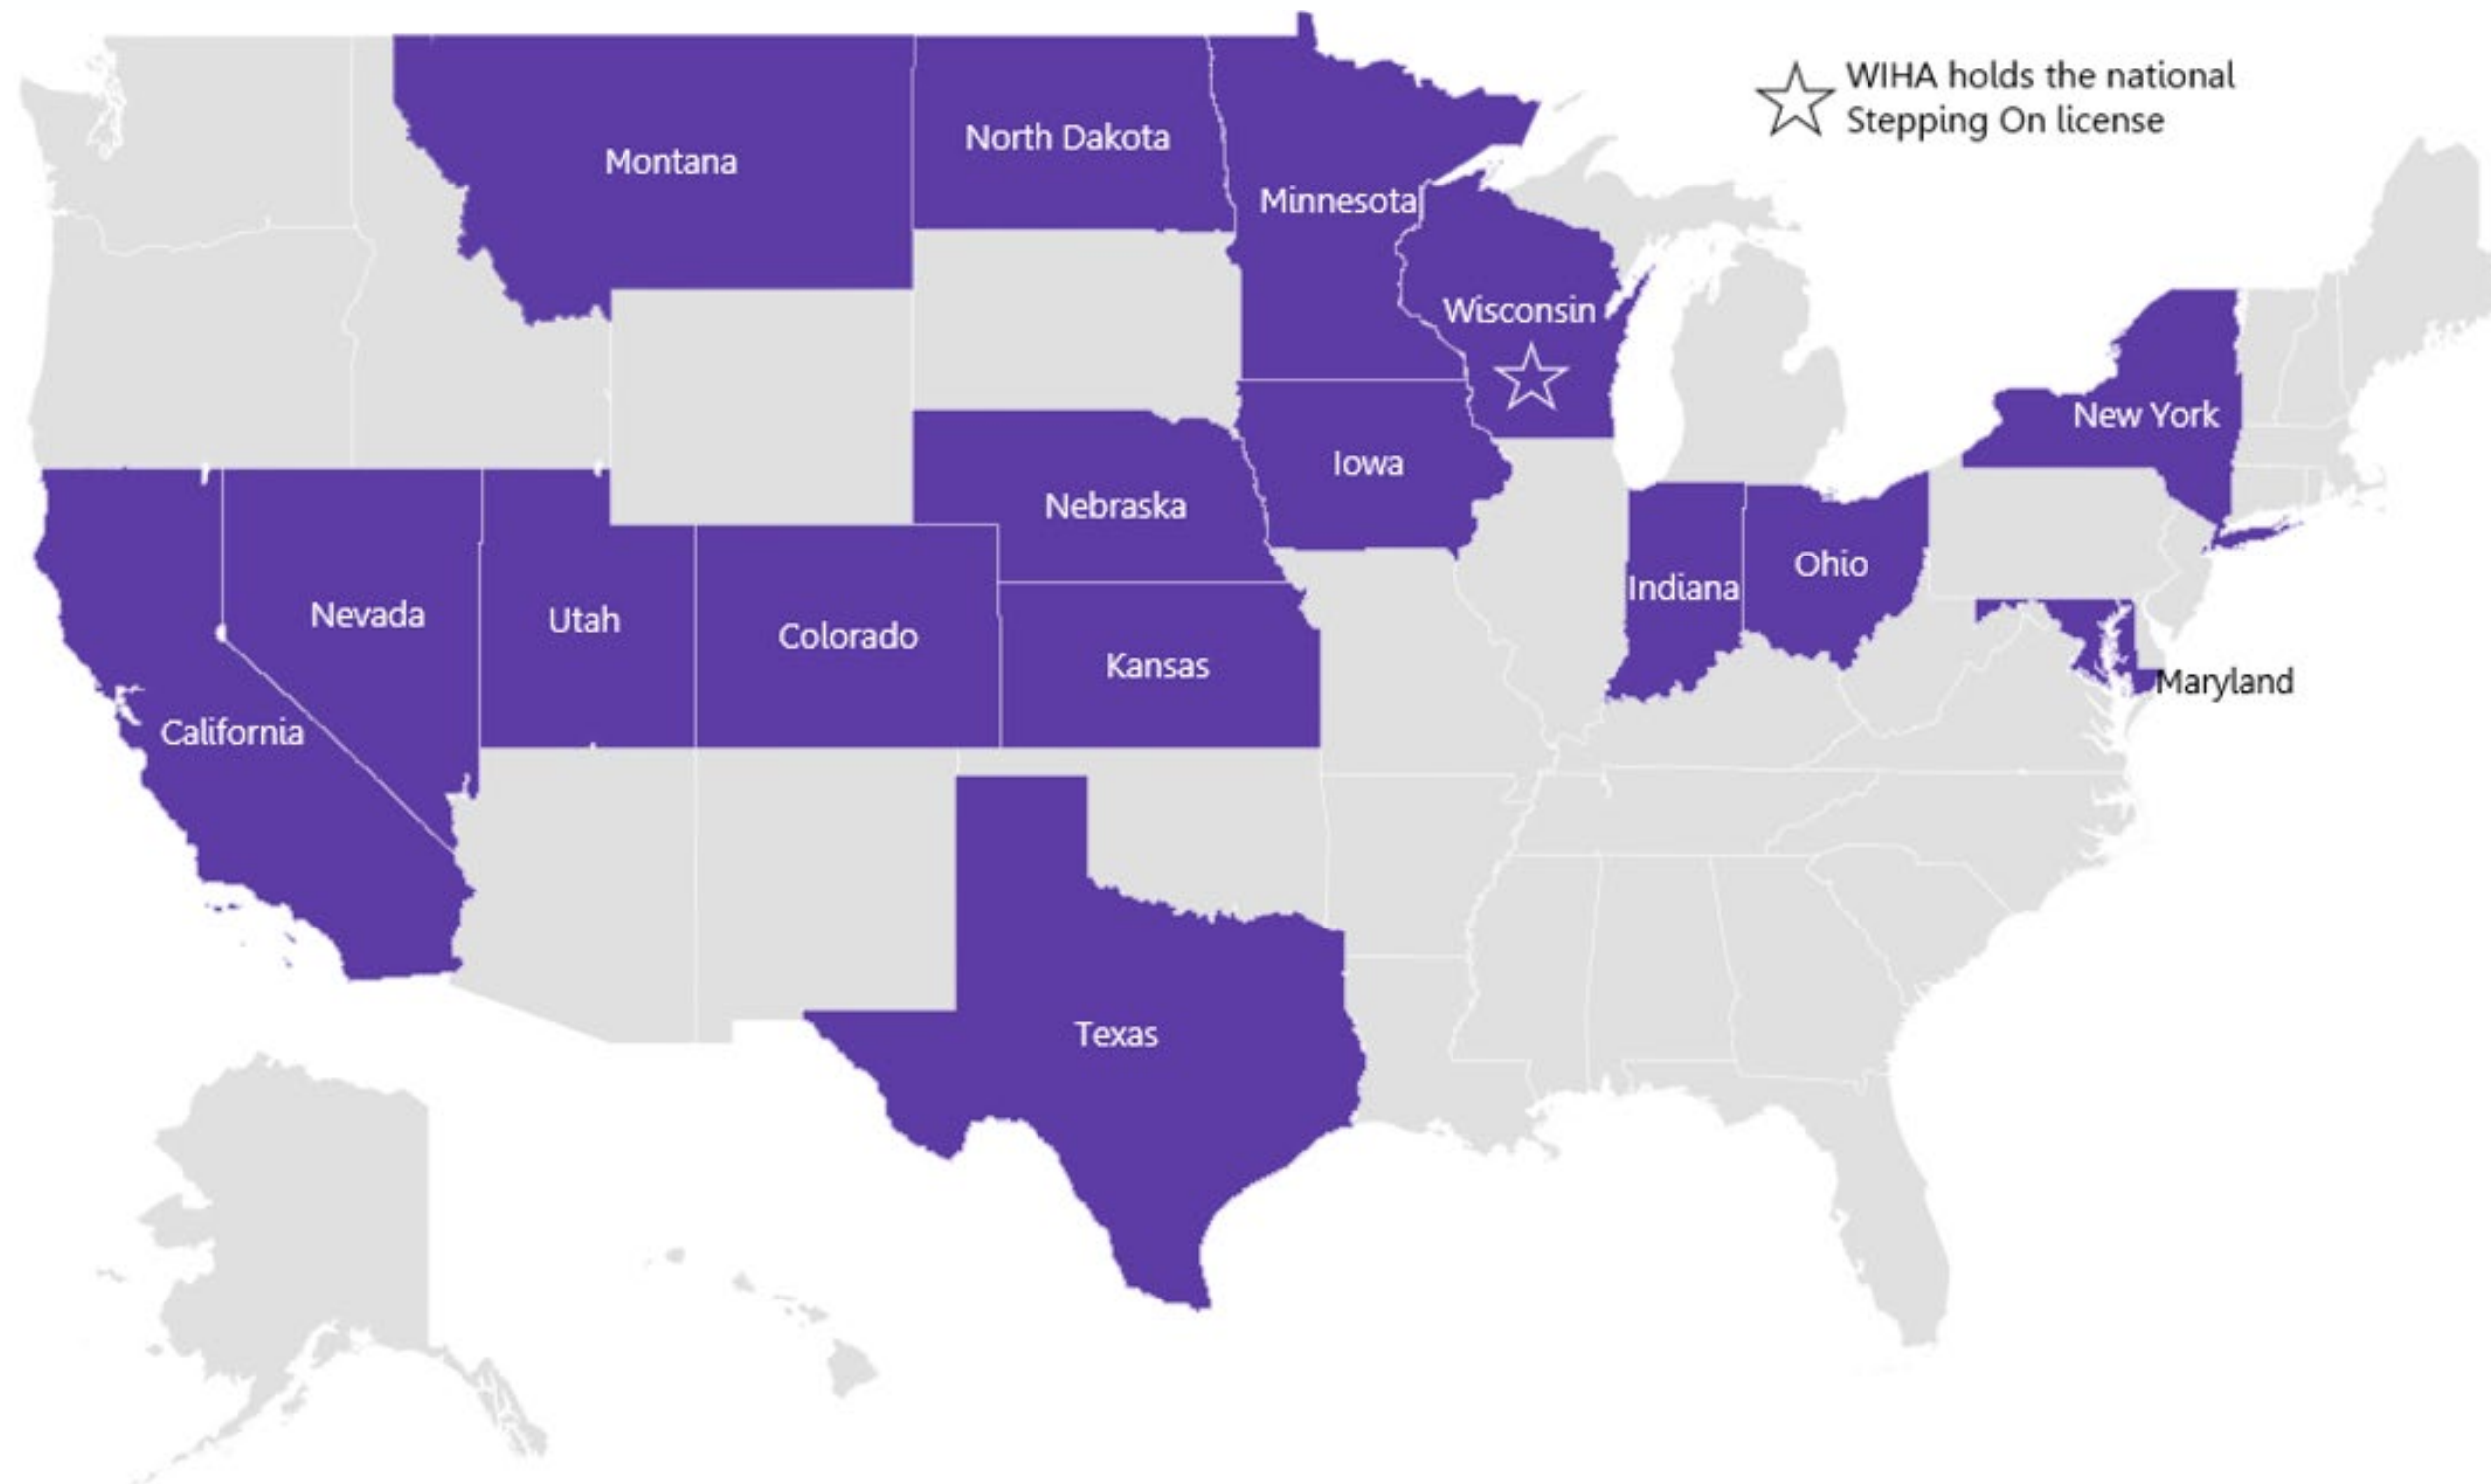 WIHA holds the national
Stepping On license
North Dakota
Montana
Minnesota
Wisconsin
New York
Iowa
Nebraska
Ohio
Indiana
Nevada
Utah
Colorado
Kansas
Maryland
California
Texas